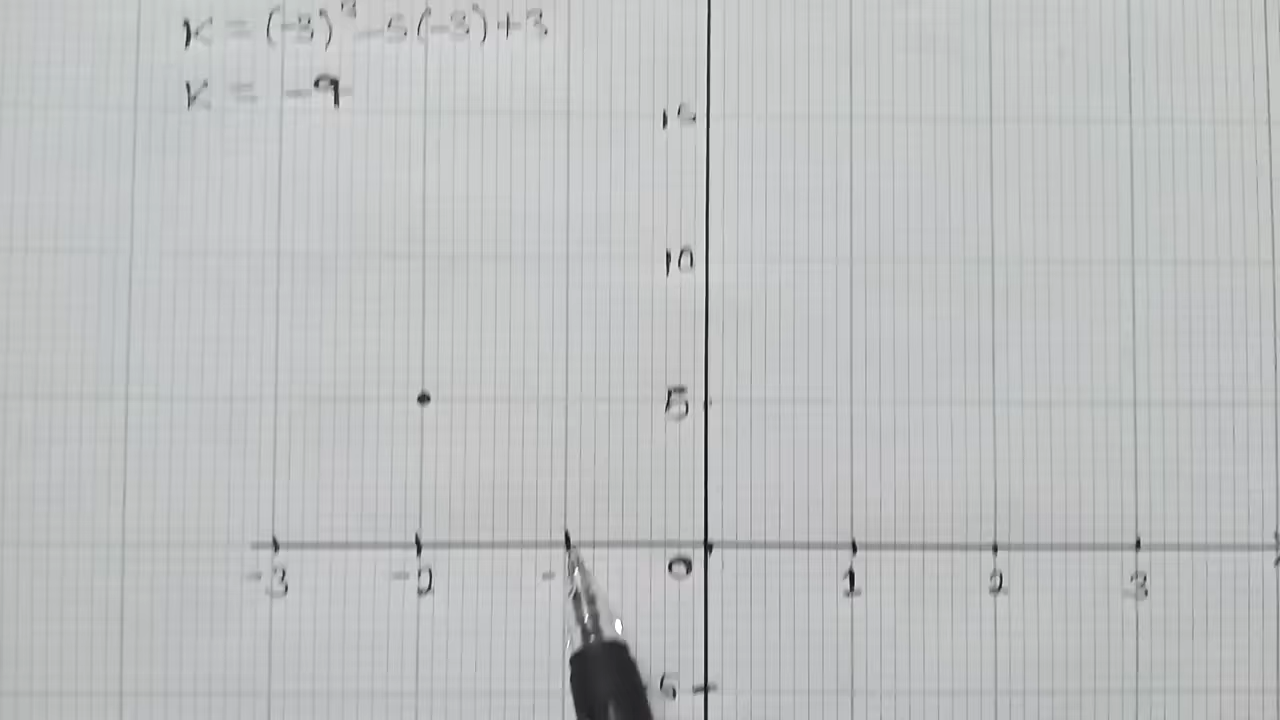 K = (-3)³ - 5(-3) + 3
K = -9
15
10
5
-3 -2 - 0 1 2 3
5